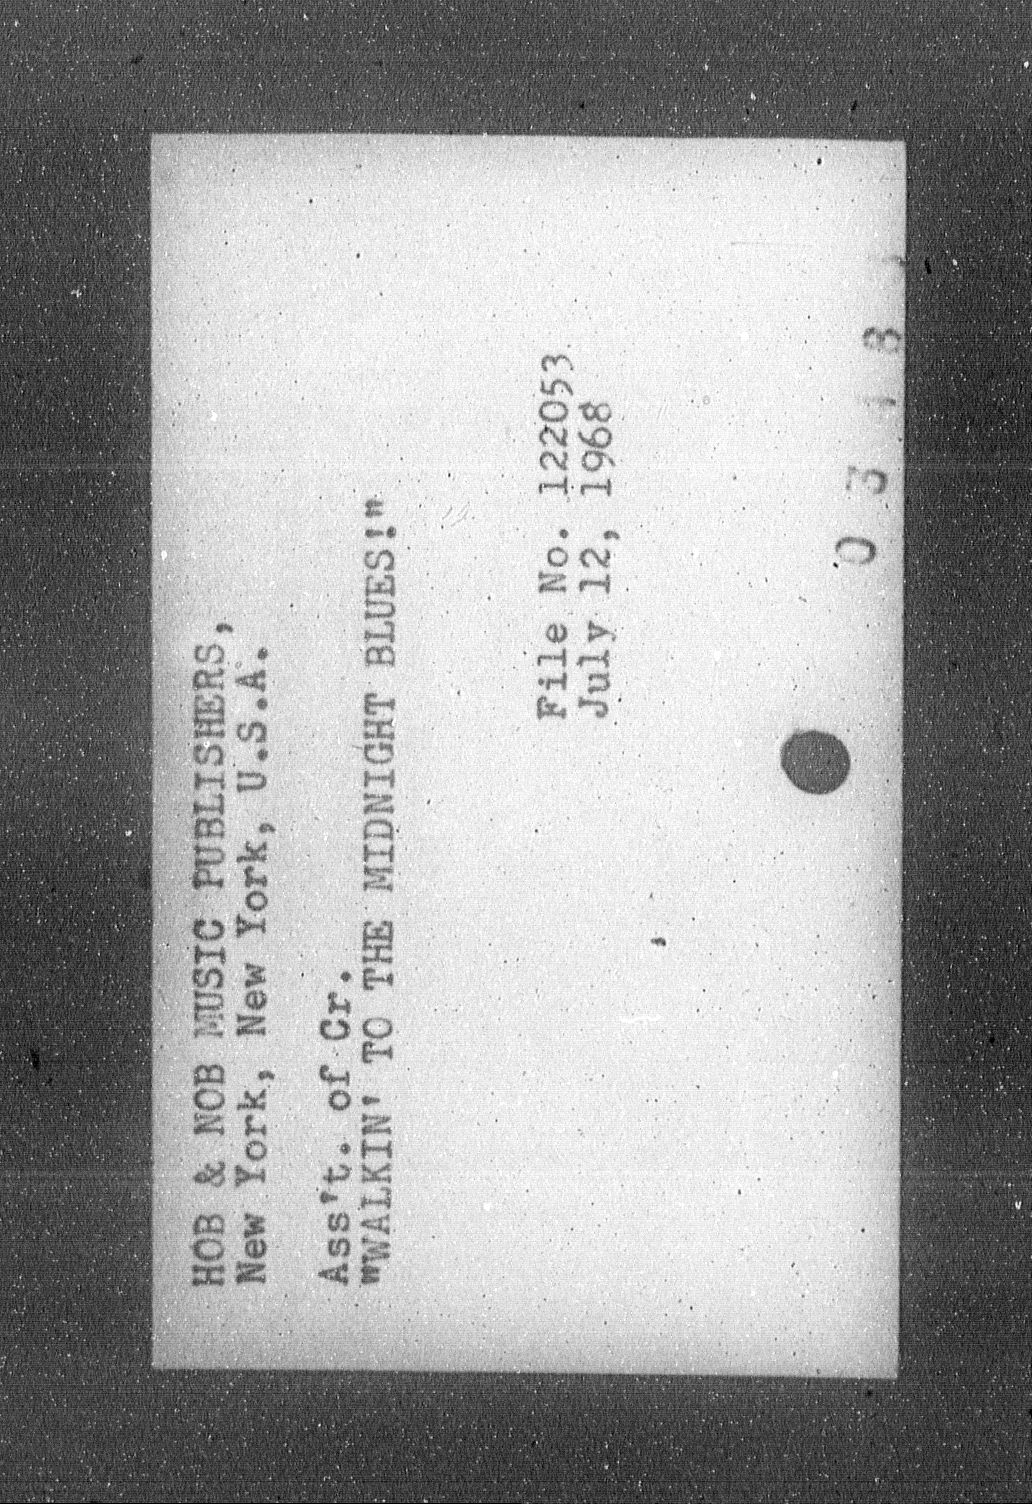 HOB & NOB MUSIC PUBLISHERS,
New York, New York, U.S.A.
Ass't. of Cr.
"WALKIN' TO THE MIDNIGHT BLUES!"
File No. 122053
July 12, 1968